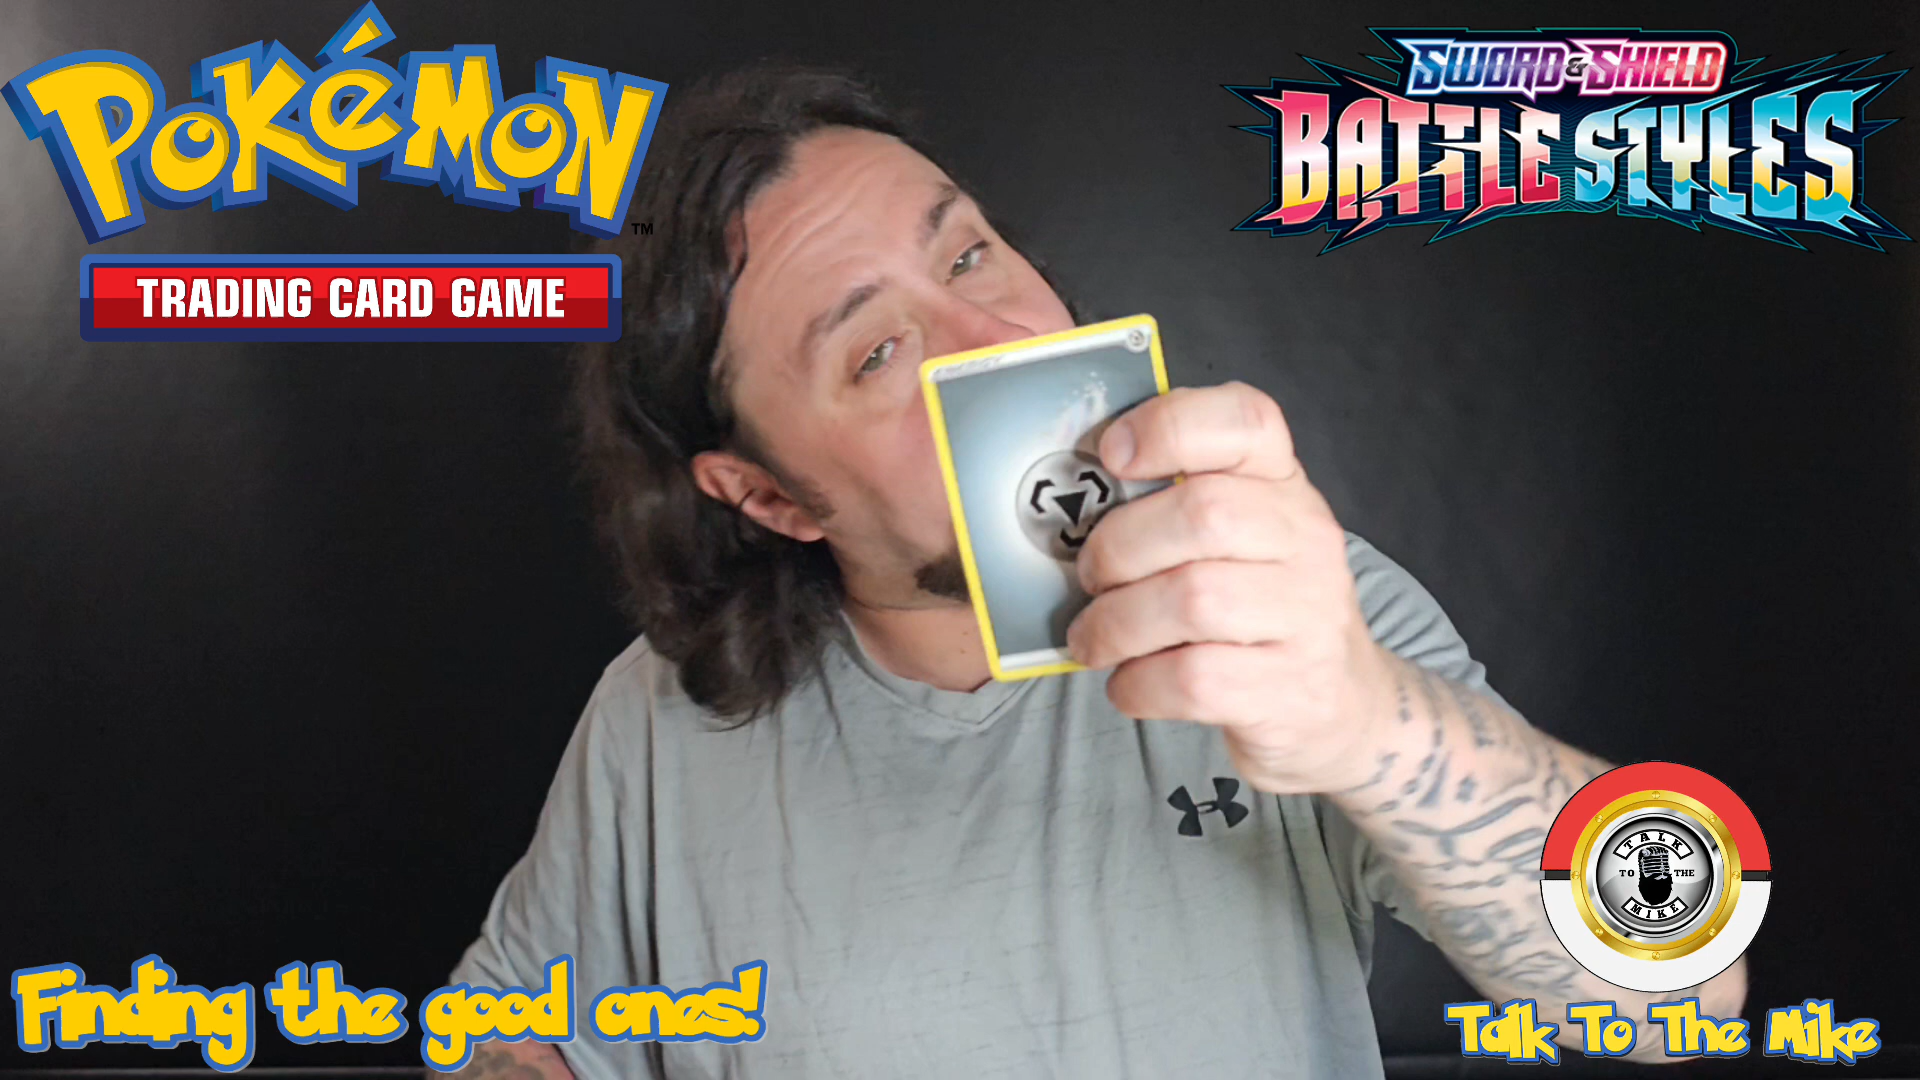 POKéMON
TM
TRADING CARD GAME
SWORD & SHIELD
BATTLE STYLES
ENERGY
TALK
TO THE
MIKE
Finding the good ones!
Talk To The Mike